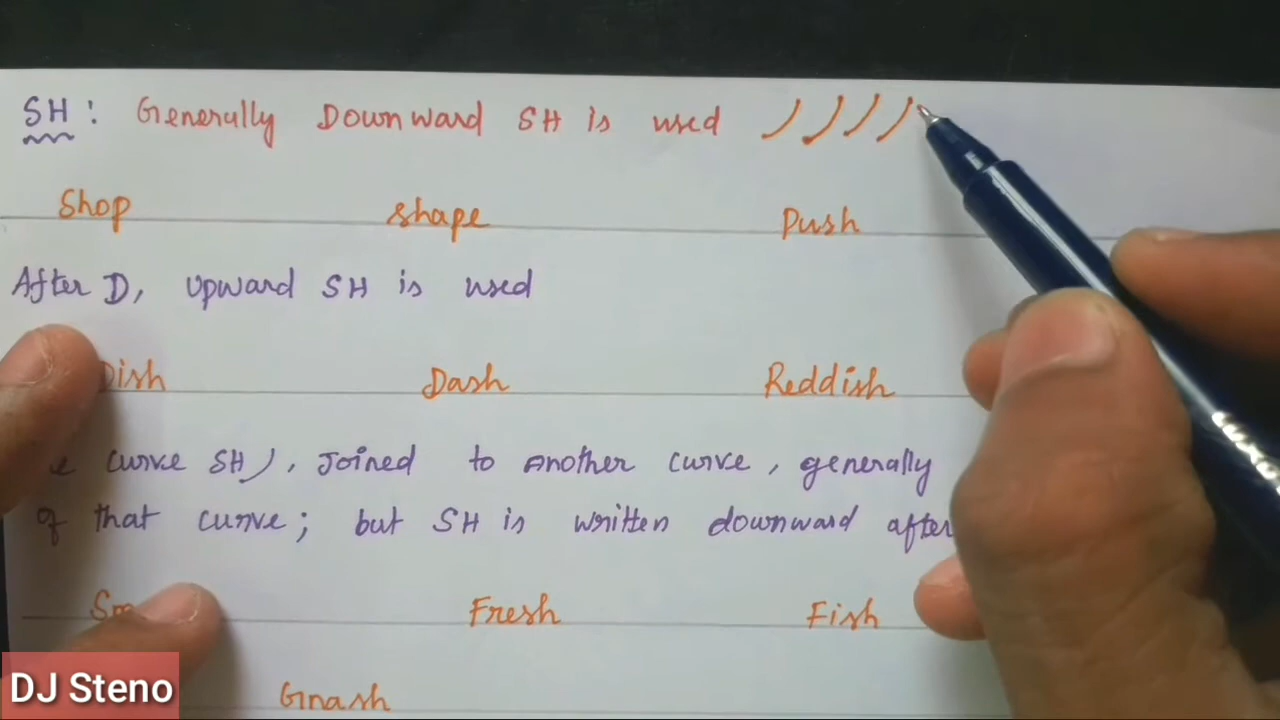 SH: Generally Downward SH is used
Shop shape Push
After D, upward SH is used
Dish Dash Reddish
curve SH ), Joined to Another curve, generally
of that curve; but SH is written downward after
Fresh Fish
Gnash
DJ Steno